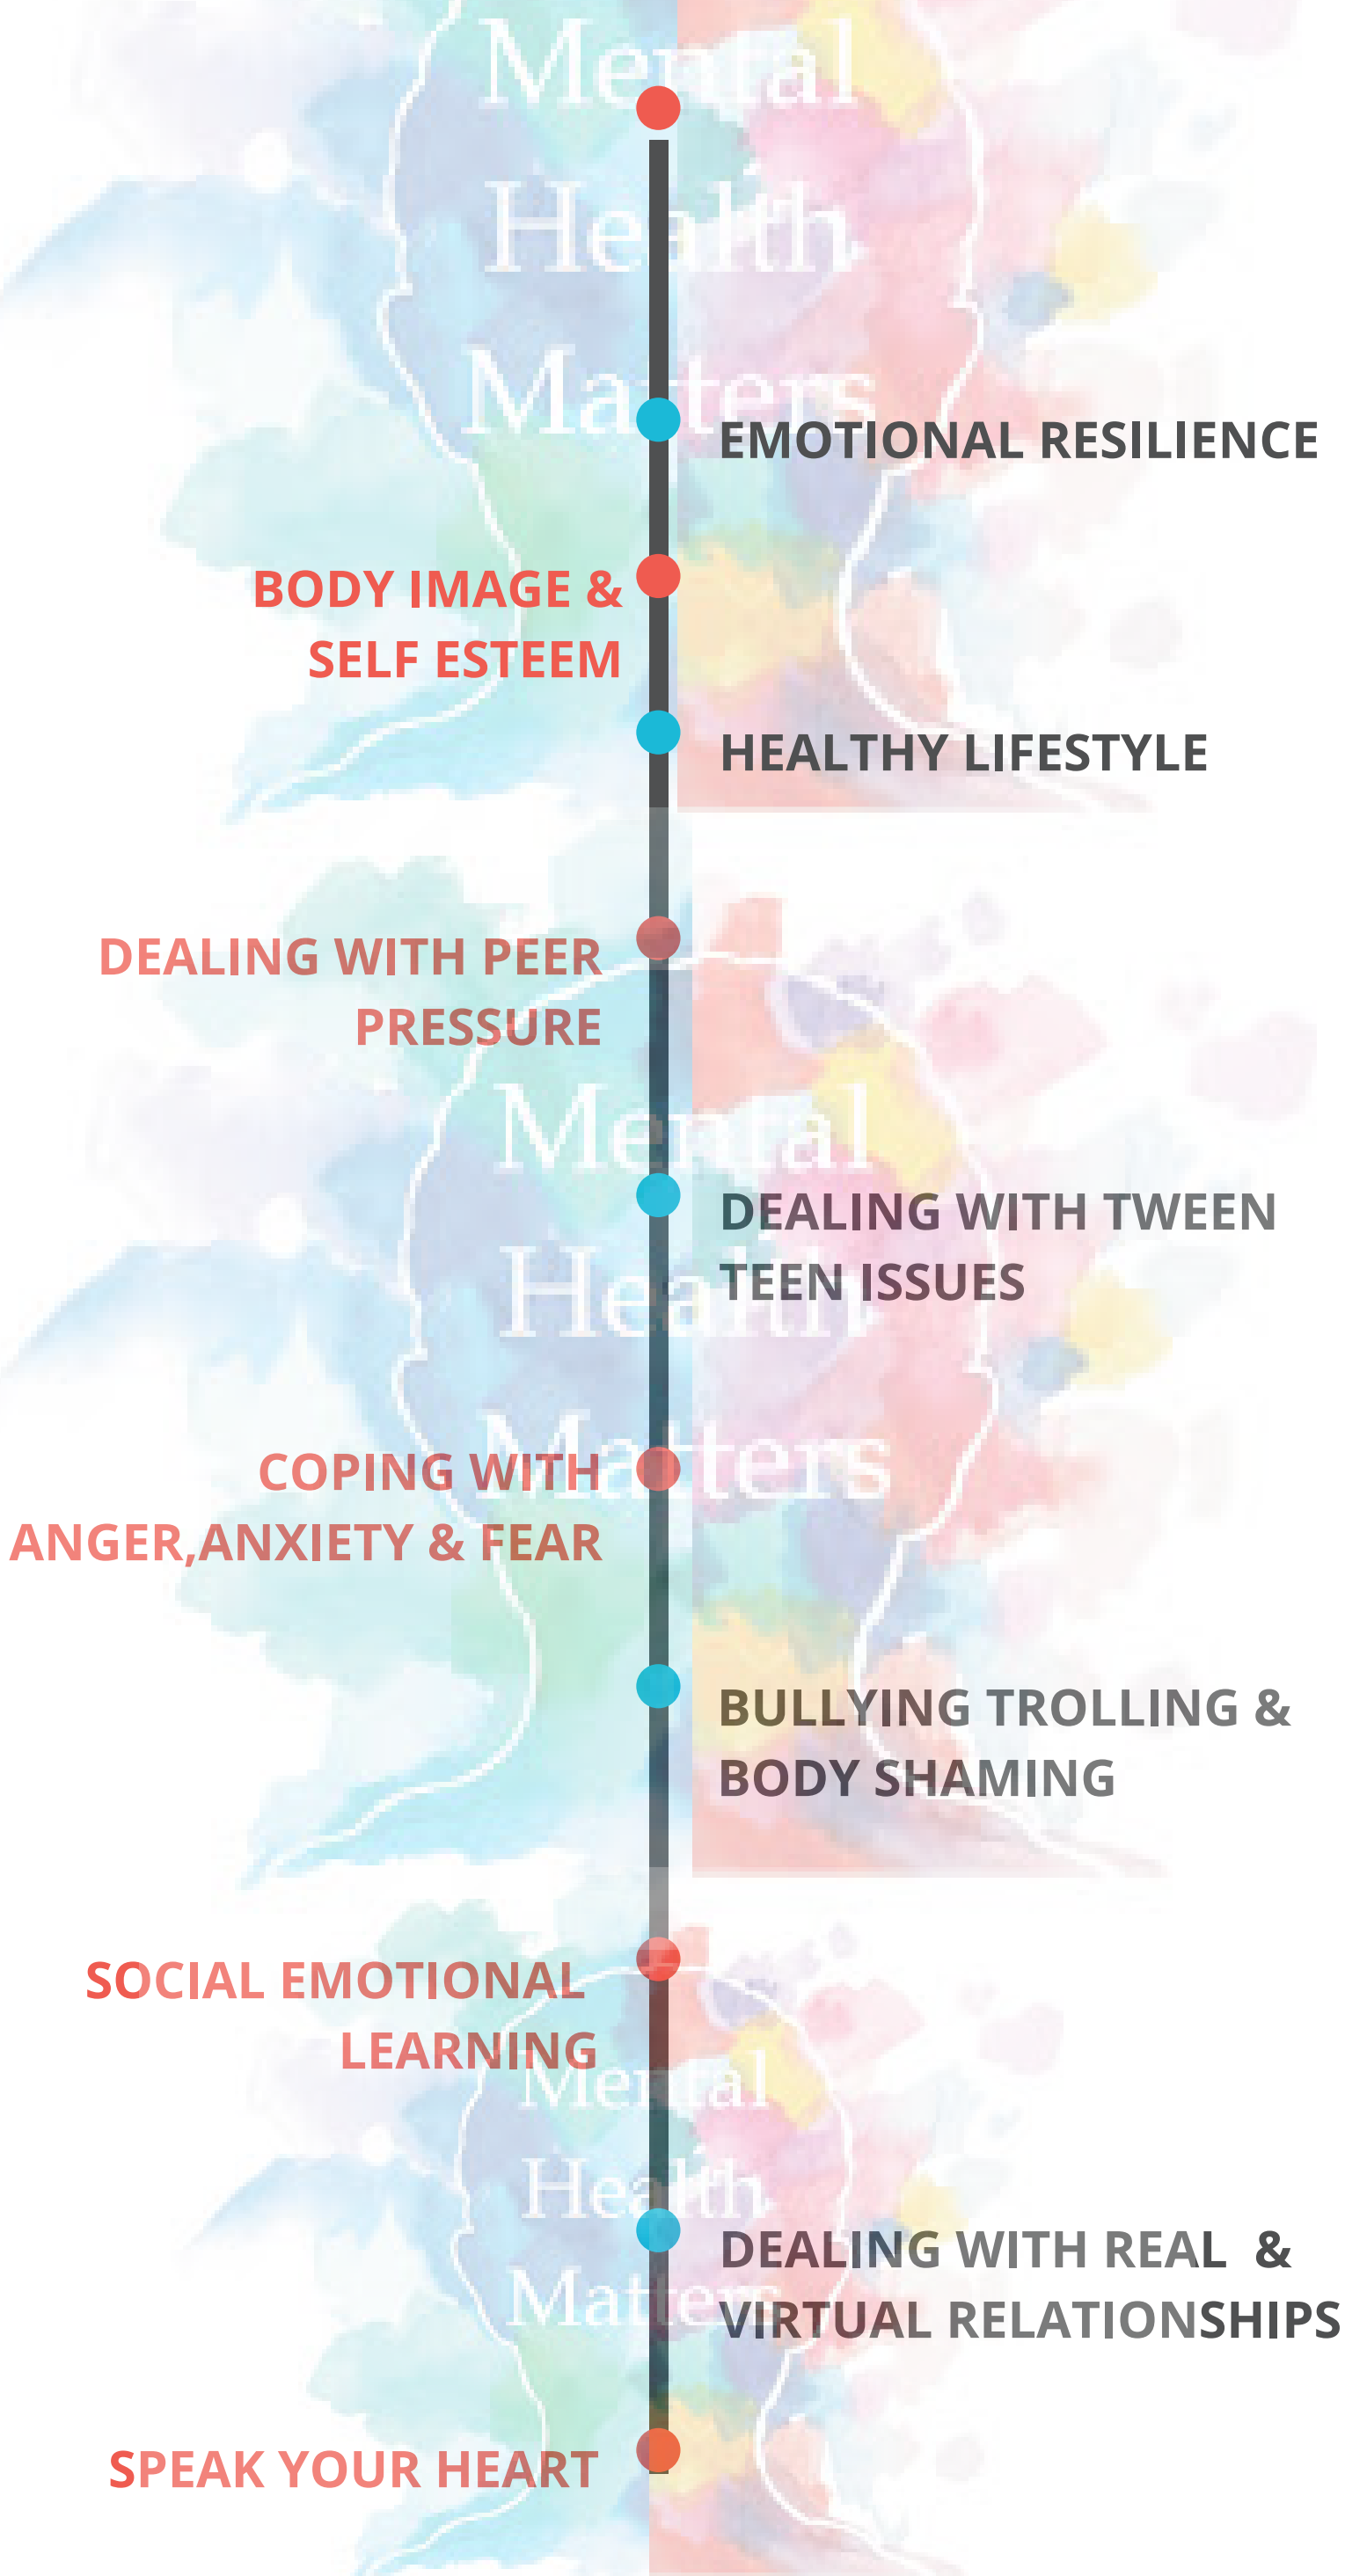 Mental
Health
Matters
EMOTIONAL RESILIENCE
BODY IMAGE &
SELF ESTEEM
HEALTHY LIFESTYLE
DEALING WITH PEER
PRESSURE
Mental
DEALING WITH TWEEN
TEEN ISSUES
Health
Matters
COPING WITH
ANGER,ANXIETY & FEAR
BULLYING TROLLING &
BODY SHAMING
SOCIAL EMOTIONAL
LEARNING
Mental
Health
DEALING WITH REAL &
Matters
VIRTUAL RELATIONSHIPS
SPEAK YOUR HEART